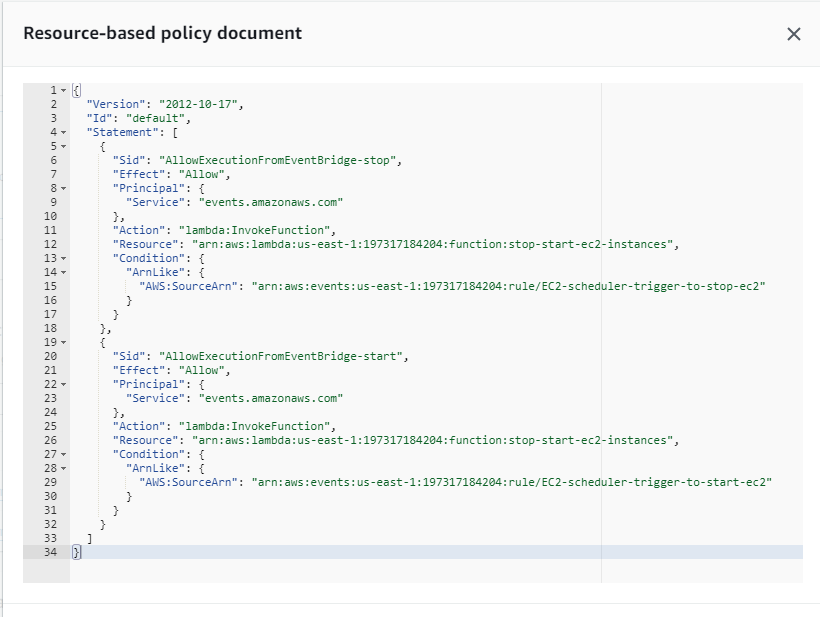 Resource-based policy document
1 {
2 "Version": "2012-10-17",
3 "Id": "default",
4 "Statement": [
5 {
6 "Sid": "AllowExecutionFromEventBridge-stop",
7 "Effect": "Allow",
8 "Principal": {
9 "Service": "events.amazonaws.com"
10 },
11 "Action": "lambda:InvokeFunction",
12 "Resource": "arn:aws:lambda:us-east-1:197317184204:function:stop-start-ec2-instances",
13 "Condition": {
14 "ArnLike": {
15 "AWS:SourceArn": "arn:aws:events:us-east-1:197317184204:rule/EC2-scheduler-trigger-to-stop-ec2"
16 }
17 }
18 },
19 {
20 "Sid": "AllowExecutionFromEventBridge-start",
21 "Effect": "Allow",
22 "Principal": {
23 "Service": "events.amazonaws.com"
24 },
25 "Action": "lambda:InvokeFunction",
26 "Resource": "arn:aws:lambda:us-east-1:197317184204:function:stop-start-ec2-instances",
27 "Condition": {
28 "ArnLike": {
29 "AWS:SourceArn": "arn:aws:events:us-east-1:197317184204:rule/EC2-scheduler-trigger-to-start-ec2"
30 }
31 }
32 }
33 ]
34 }